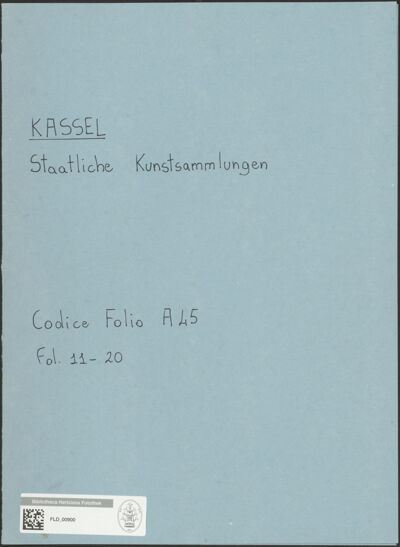 KASSEL
Staatliche Kunstsammlungen
Codice Folio A45
Fol. 11-20
Bibliotheca Hertziana Fotothek
FLO_00900